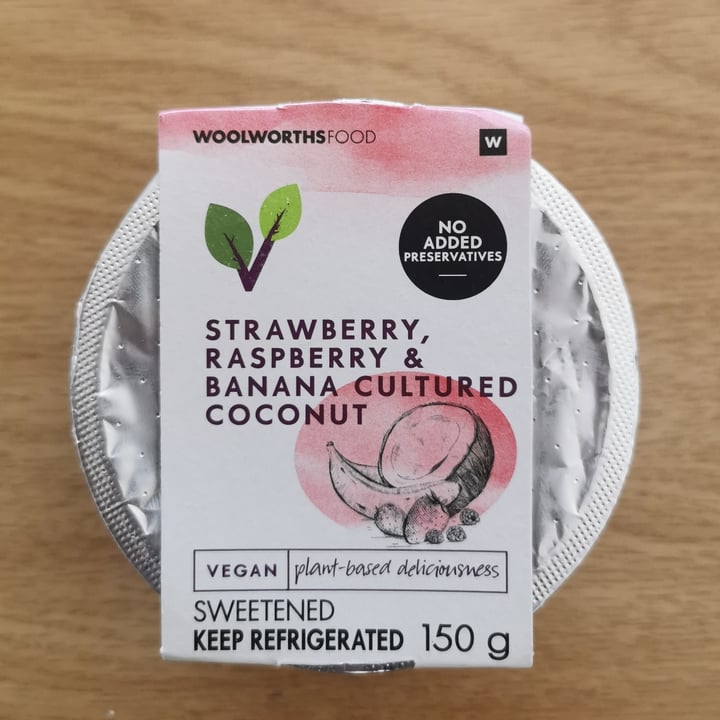 WOOLWORTHSFOOD
W
NO
ADDED
PRESERVATIVES
STRAWBERRY,
RASPBERRY &
BANANA CULTURED
COCONUT
VEGAN plant-based deliciousness
SWEETENED
KEEP REFRIGERATED 150 g